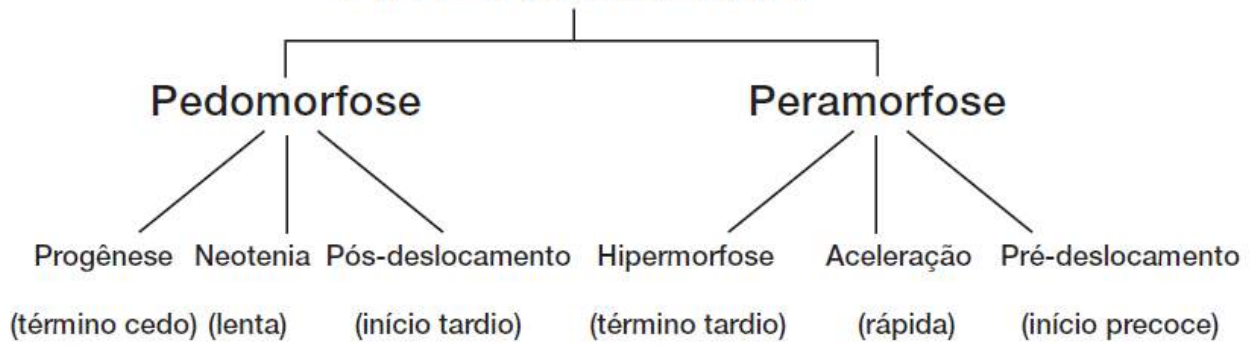 Pedomorfose Peramorfose
Progênese Neotenia Pós-deslocamento Hipermorfose Aceleração Pré-deslocamento
(término cedo) (lenta) (início tardio) (término tardio) (rápida) (início precoce)